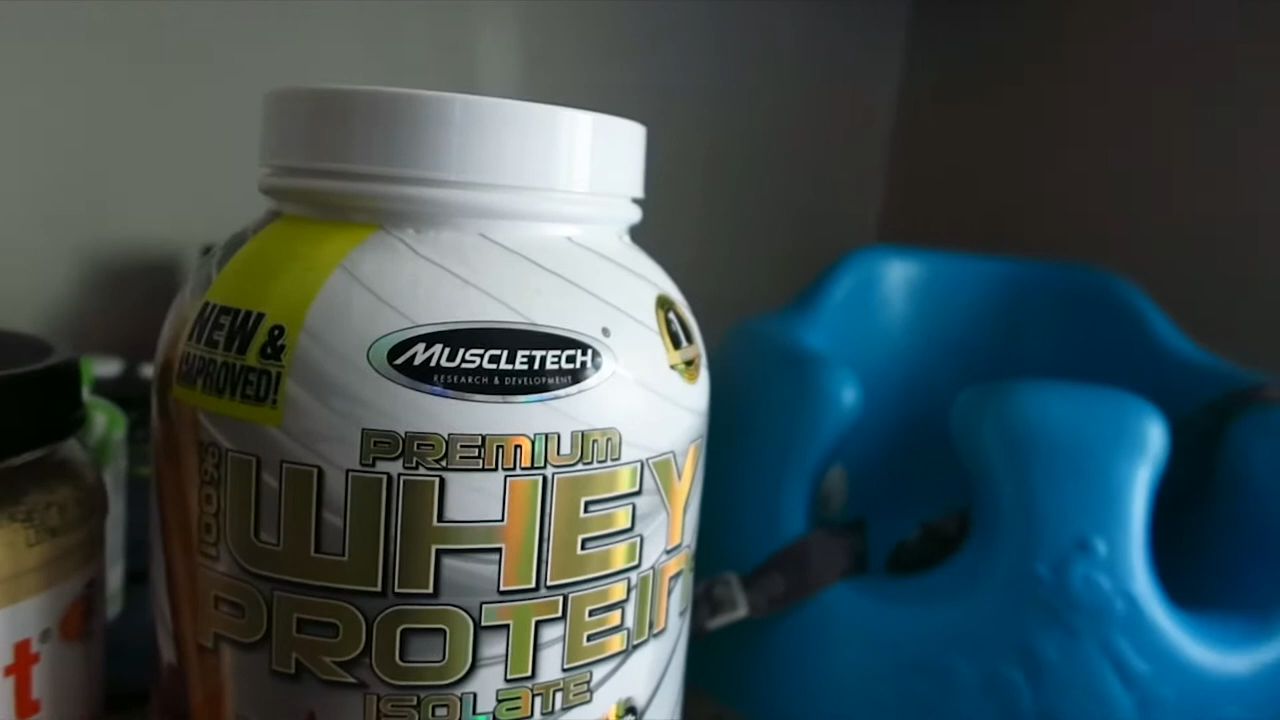 NEW &
IMPROVED!
MUSCLETECH®
RESEARCH & DEVELOPMENT
PREMIUM
100% WHEY
PROTEIN
ISOLATE
t®